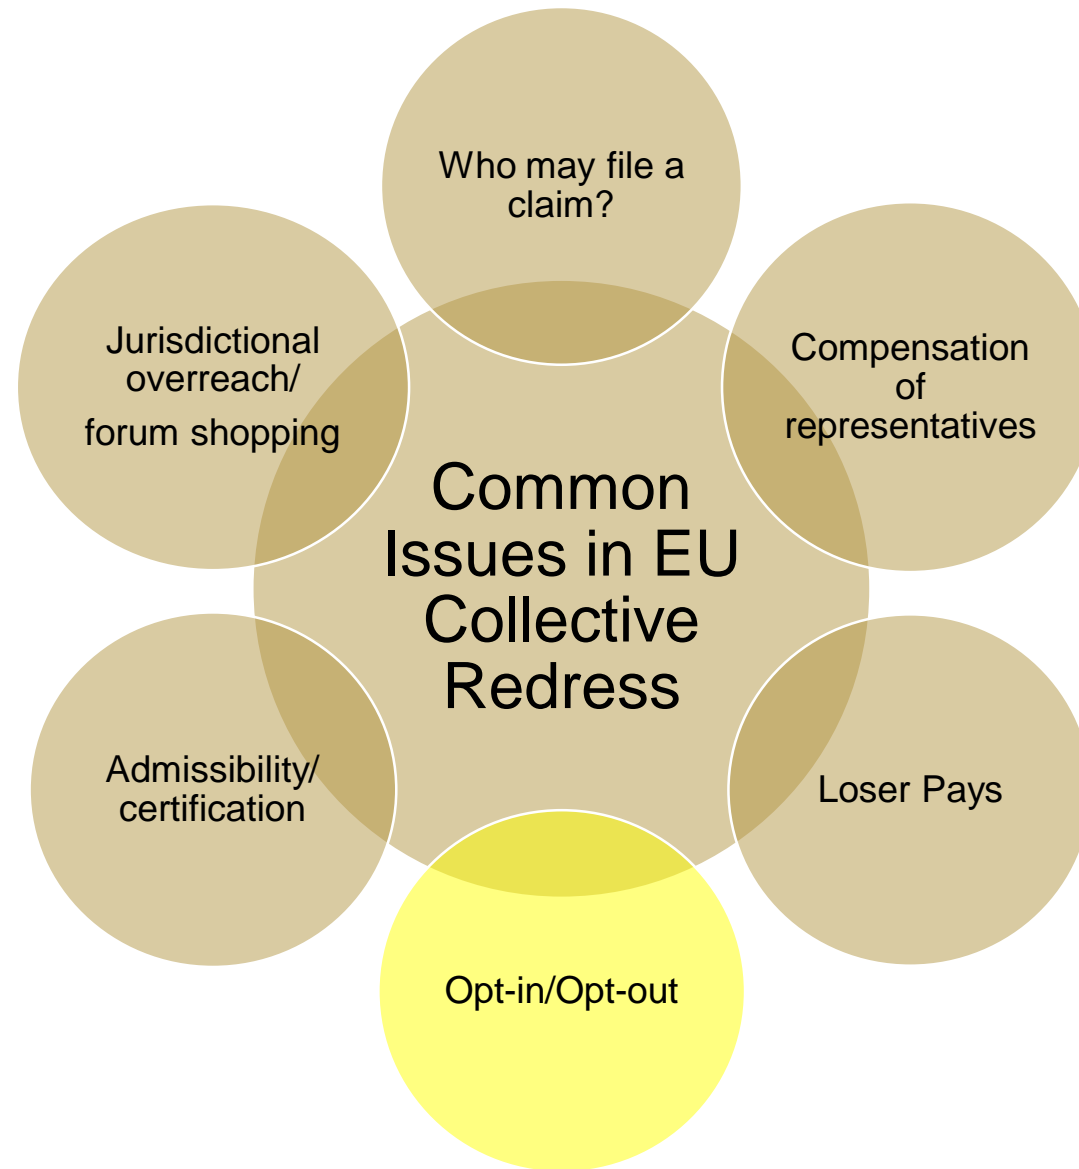 Who may file a
claim?
Jurisdictional
overreach/
forum shopping
Compensation
of
representatives
Common
Issues in EU
Collective
Redress
Admissibility/
certification
Loser Pays
Opt-in/Opt-out